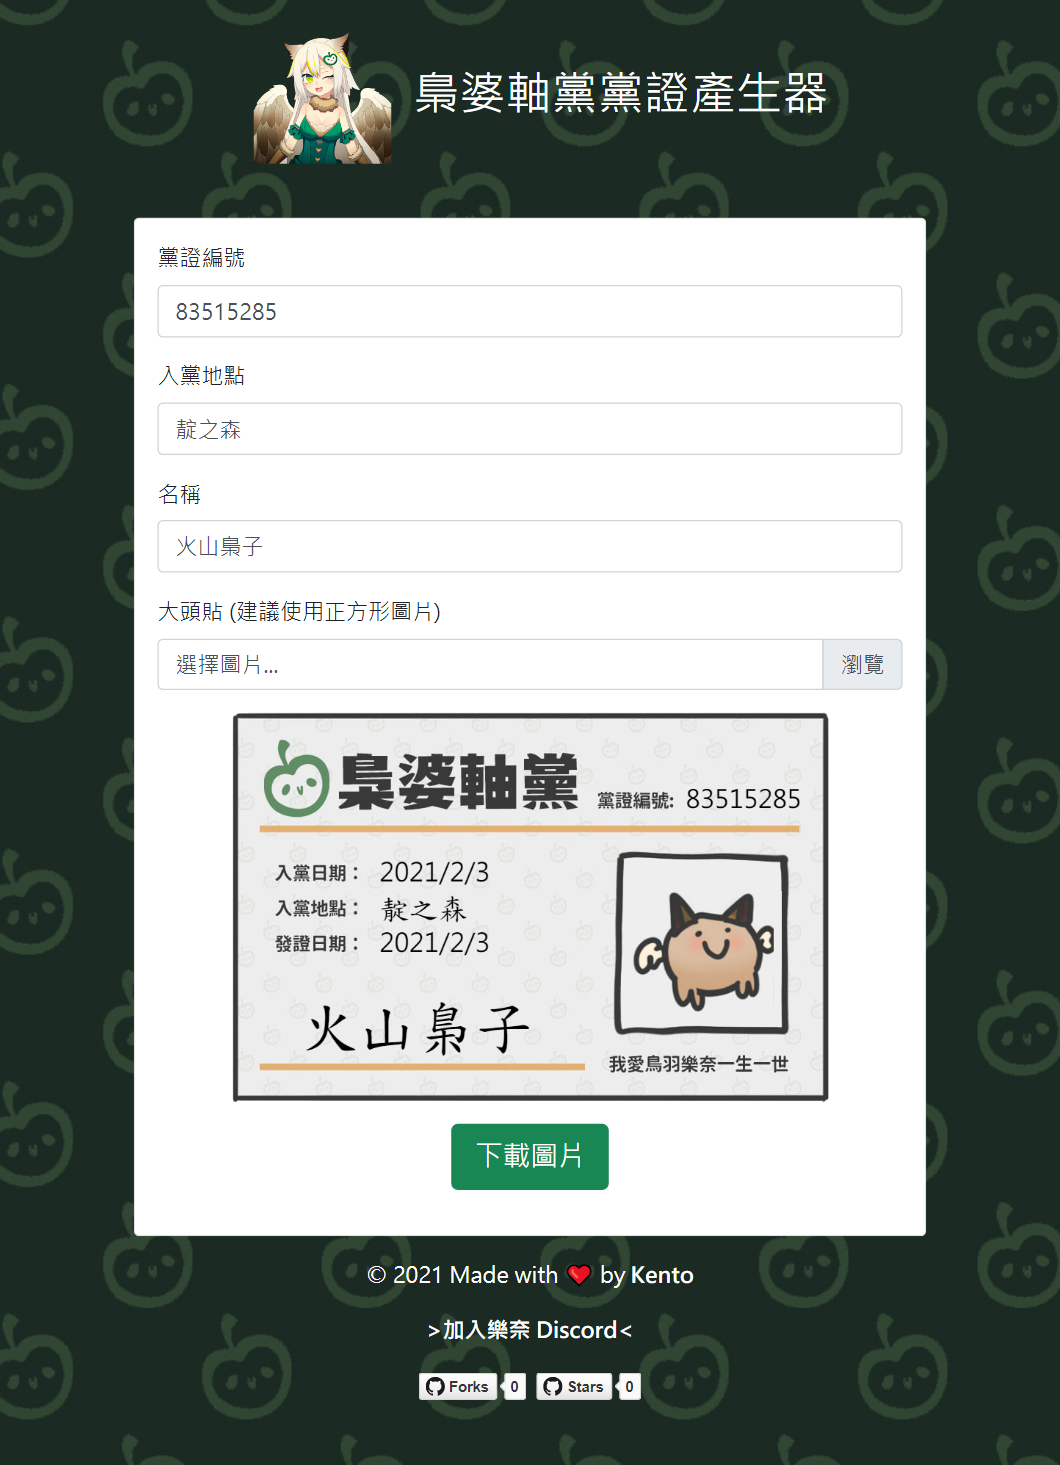 梟婆軸黨黨證產生器
黨證編號
83515285
入黨地點
靛之森
名稱
火山梟子
大頭貼 (建議使用正方形圖片)
選擇圖片...
瀏覽
梟婆軸黨
黨證編號: 83515285
入黨日期： 2021/2/3
入黨地點： 靛之森
發證日期： 2021/2/3
火山梟子
我愛鳥羽樂奈一生一世
下載圖片
© 2021 Made with ❤ by Kento
>加入樂奈 Discord<
Forks 0 Stars 0